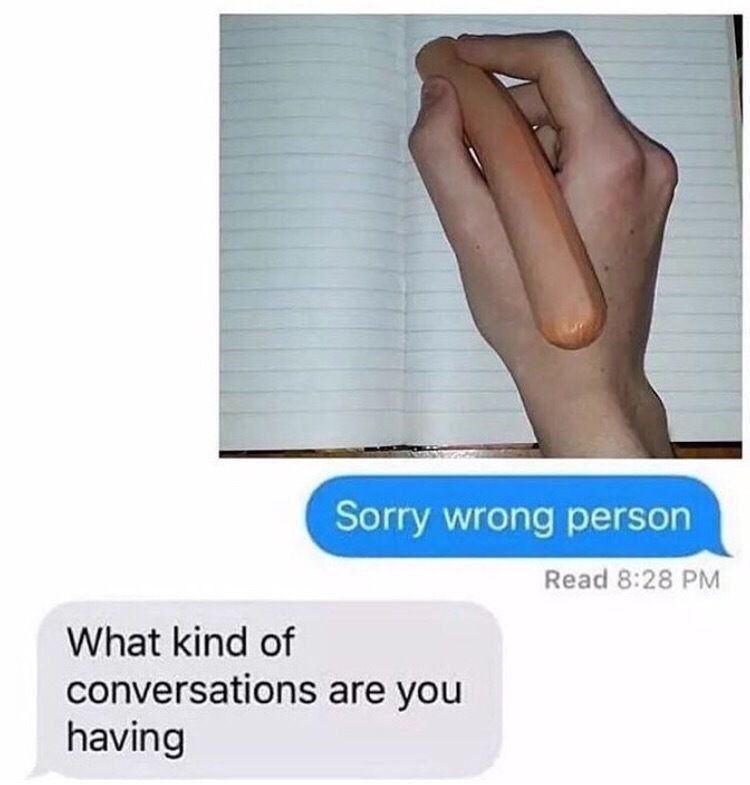 Sorry wrong person
Read 8:28 PM
What kind of
conversations are you
having